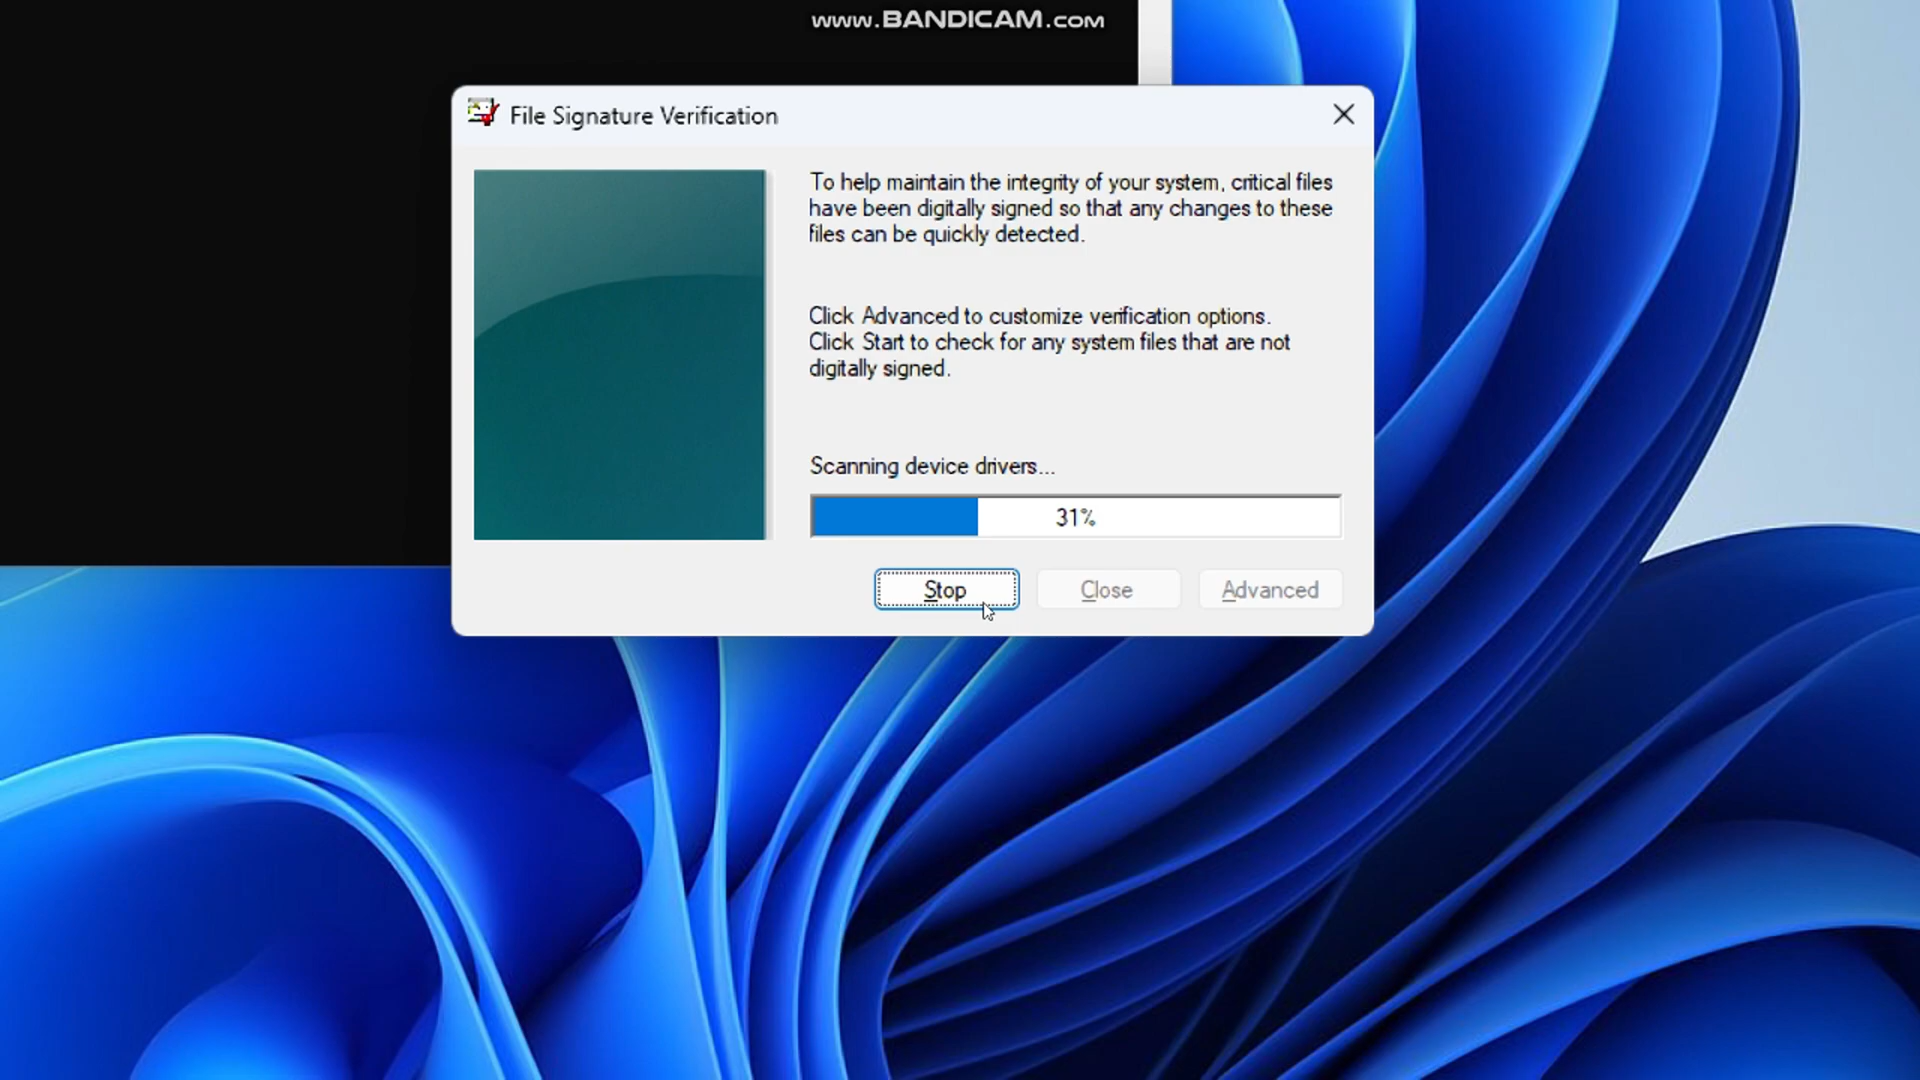 www.BANDICAM.com
File Signature Verification
To help maintain the integrity of your system, critical files
have been digitally signed so that any changes to these
files can be quickly detected.
Click Advanced to customize verification options.
Click Start to check for any system files that are not
digitally signed.
Scanning device drivers...
31%
Stop
Close
Advanced